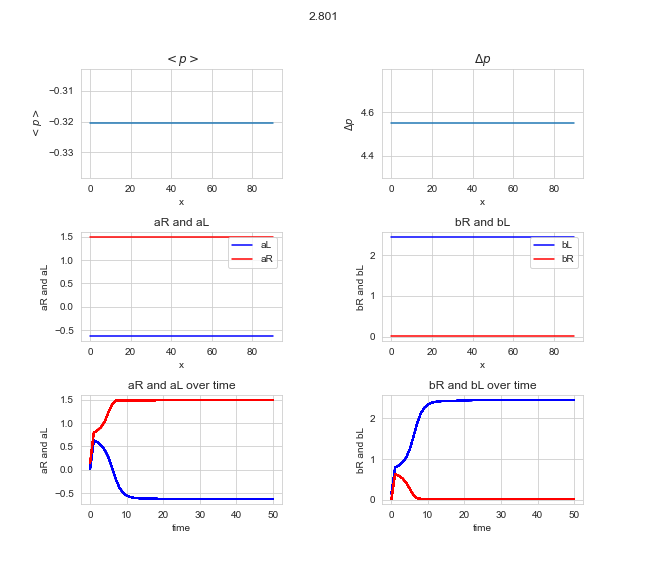 2.801
< p >
Δp
< p >
−0.31
−0.32
−0.33
0 20 40 60 80
x
Δp
4.6
4.4
0 20 40 60 80
x
aR and aL
bR and bL
aR and aL
1.5
1.0
0.5
0.0
−0.5
aL
aR
0 20 40 60 80
x
bR and bL
2
1
0
bL
bR
0 20 40 60 80
x
aR and aL over time
bR and bL over time
aR and aL
1.5
1.0
0.5
0.0
−0.5
0 10 20 30 40 50
time
bR and bL
2
1
0
0 10 20 30 40 50
time